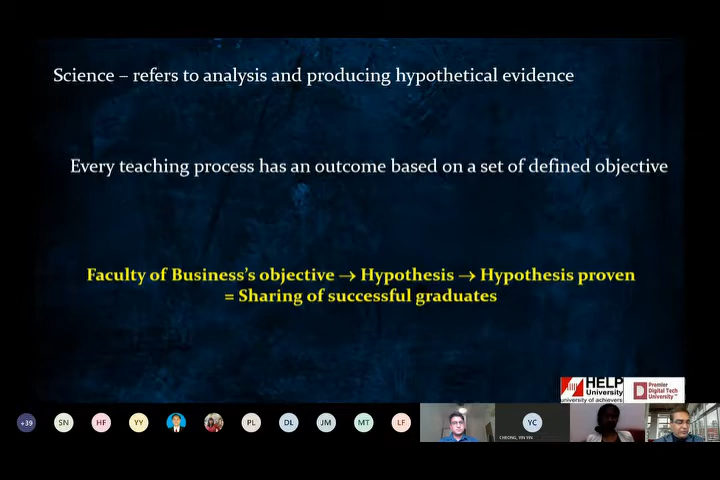 Science – refers to analysis and producing hypothetical evidence
Every teaching process has an outcome based on a set of defined objective
Faculty of Business's objective → Hypothesis → Hypothesis proven
= Sharing of successful graduates
HELP
University
university of achievers
Premier
Digital Tech
University™
+39 SN HF YY PL DL JM MT LF YC
CHEONG, YIN YIN